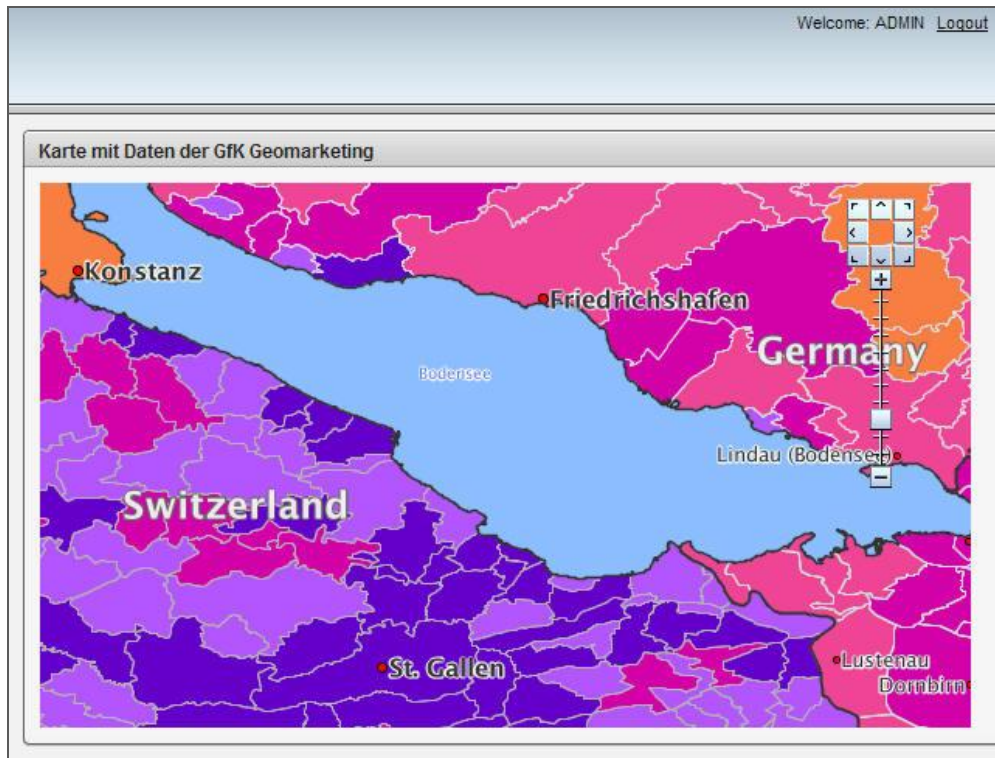 Welcome: ADMIN Logout
Karte mit Daten der GfK Geomarketing
Konstanz
Friedrichshafen
Germany
Bodensee
Lindau (Bodensee)
Switzerland
St. Gallen
Lustenau
Dornbirn